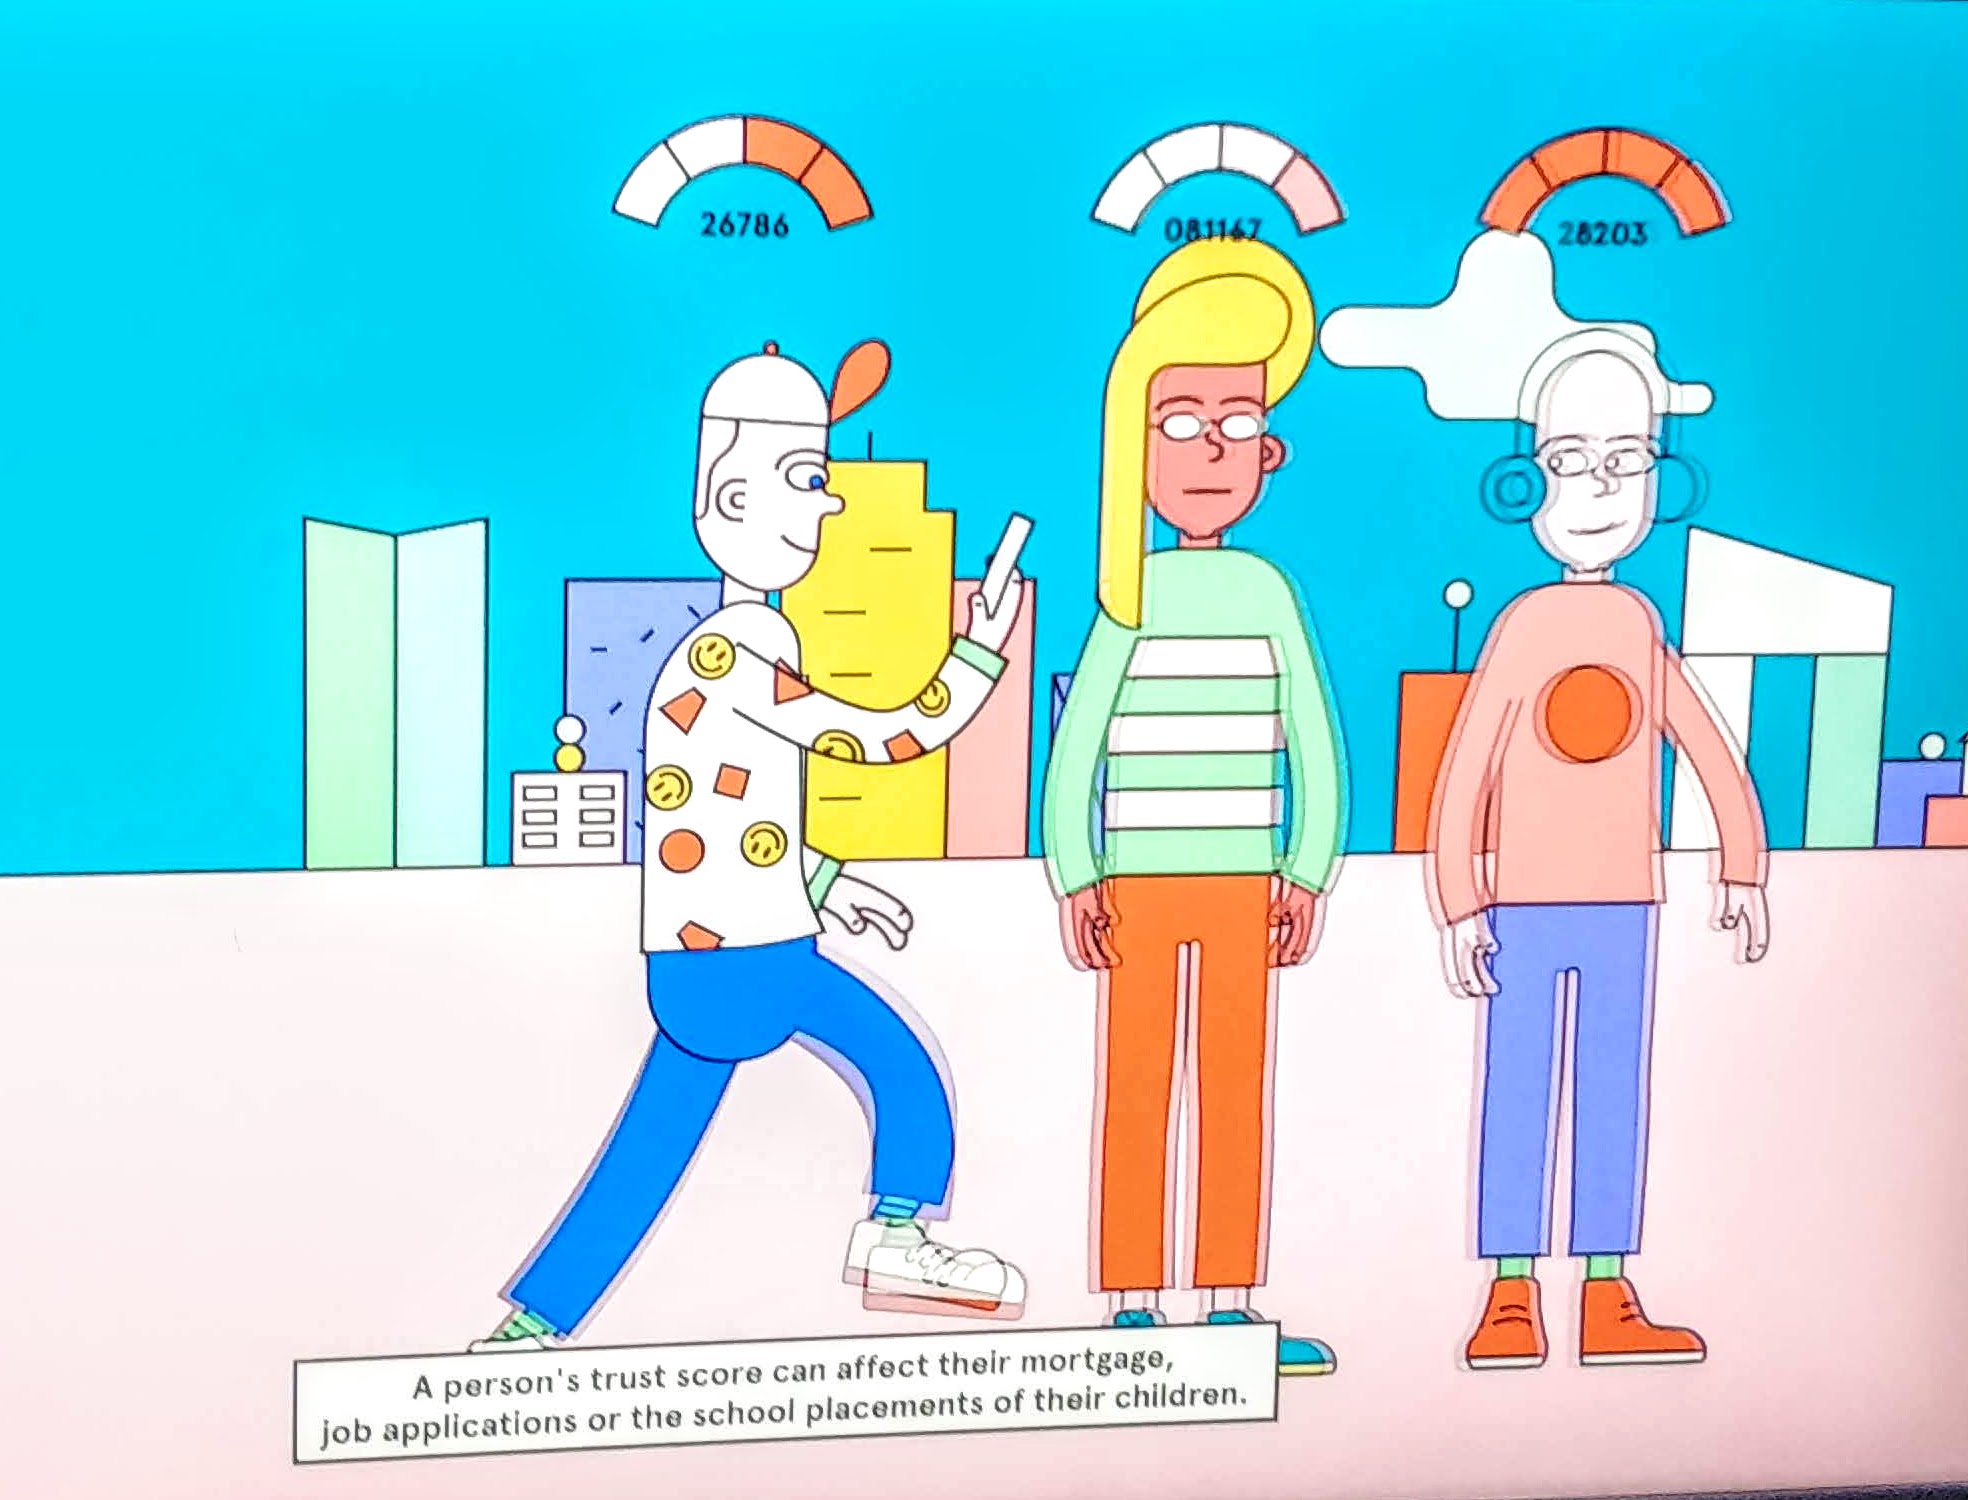 26786
081167
28203
A person's trust score can affect their mortgage,
job applications or the school placements of their children.